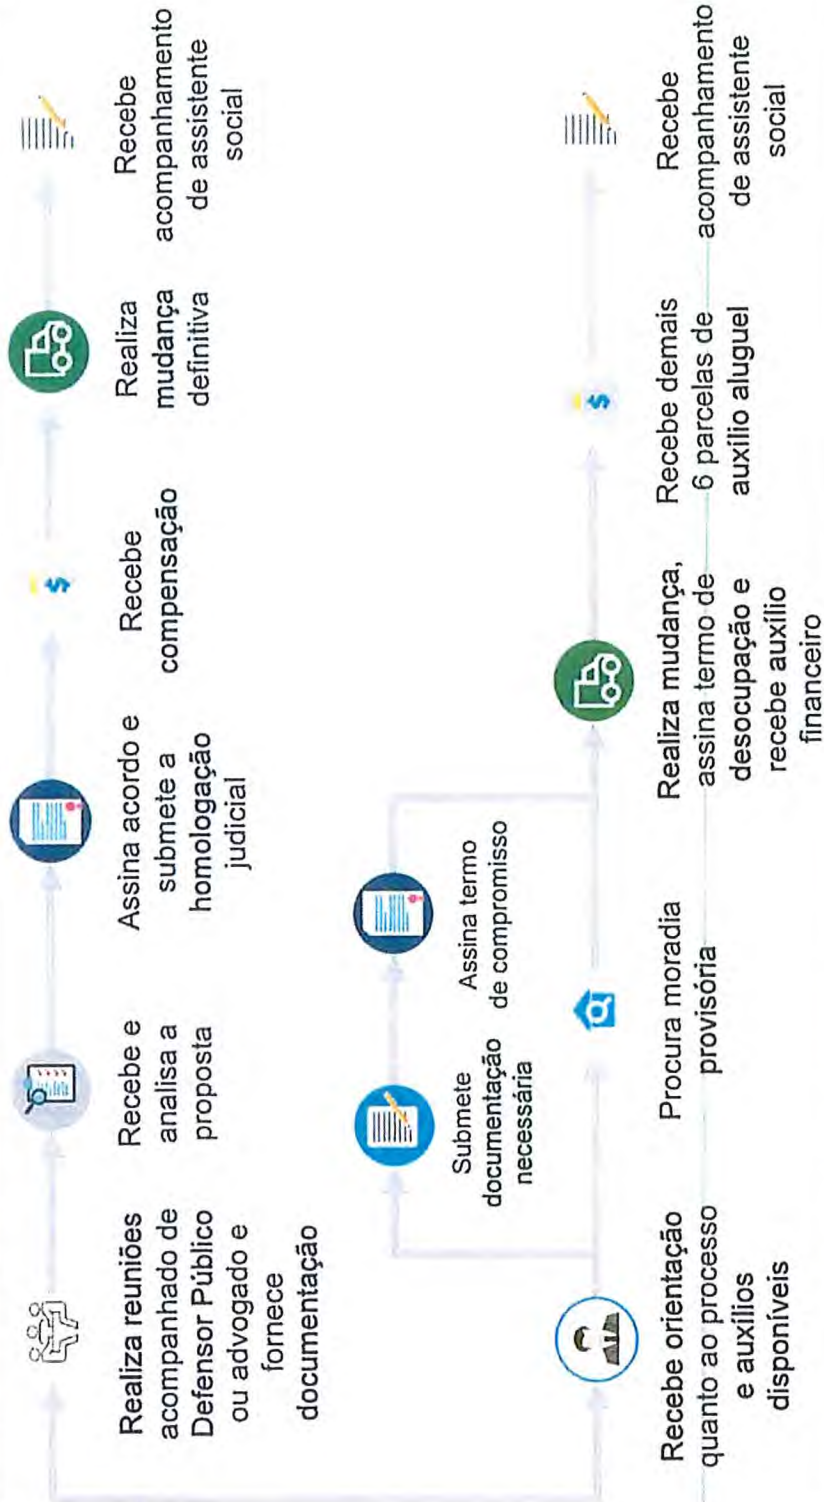 Realiza reuniões
acompanhado de
Defensor Público
ou advogado e
fornece
documentação
Recebe e
analisa a
proposta
Assina acordo e
submete a
homologação
judicial
Recebe
compensação
Realiza
mudança
definitiva
Recebe
acompanhamento
de assistente
social
Submete
documentação
necessária
Assina termo
de compromisso
Recebe orientação
quanto ao processo
e auxílios
disponíveis
Procura moradia
provisória
Realiza mudança,
assina termo de
desocupação e
recebe auxílio
financeiro
Recebe demais
6 parcelas de
auxílio aluguel
Recebe
acompanhamento
de assistente
social